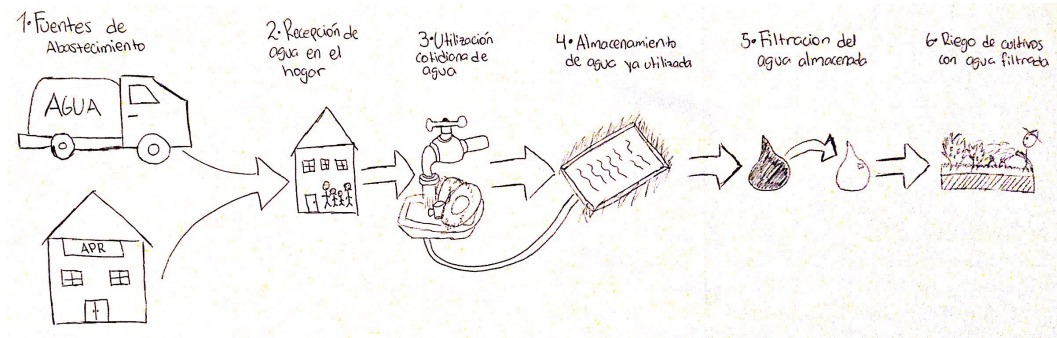 1• Fuentes de
Abastecimiento
AGUA
APR
2• Recepción de
agua en el
hogar
3• Utilización
cotidiana de
agua
4• Almacenamiento
de agua ya utilizada
5• Filtracion del
agua almacenada
6• Riego de cultivos
con agua filtrada